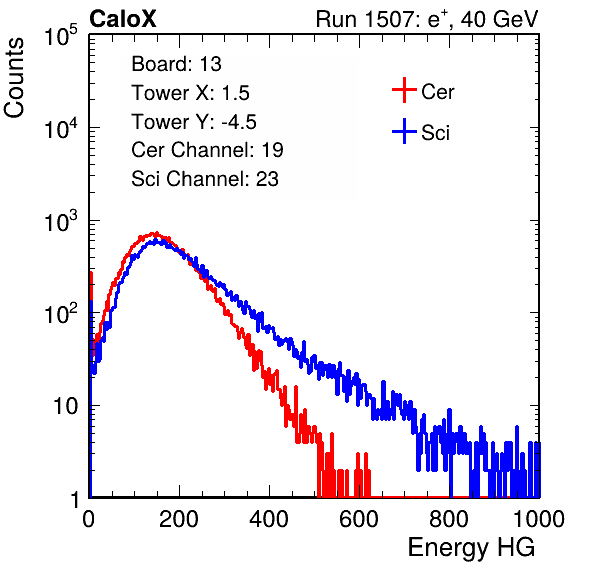 CaloX Run 1507: e+, 40 GeV
Counts
10^5
10^4
10^3
10^2
10
1
Board: 13
Tower X: 1.5
Tower Y: -4.5
Cer Channel: 19
Sci Channel: 23
Cer
Sci
0 200 400 600 800 1000
Energy HG